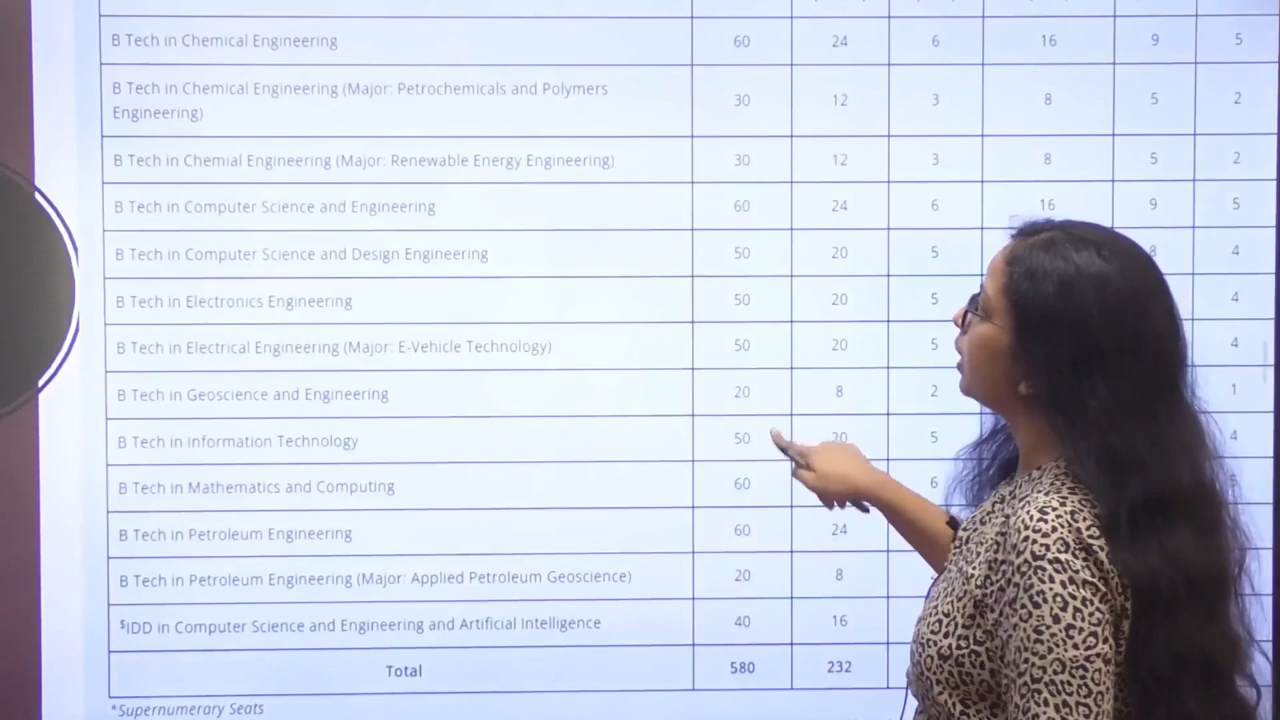 B Tech in Chemical Engineering 60 24 6 16 9 5
B Tech in Chemical Engineering (Major: Petrochemicals and Polymers
Engineering) 30 12 3 8 5 2
B Tech in Chemial Engineering (Major: Renewable Energy Engineering) 30 12 3 8 5 2
B Tech in Computer Science and Engineering 60 24 6 16 9 5
B Tech in Computer Science and Design Engineering 50 20 5 8 4
B Tech in Electronics Engineering 50 20 5 4
B Tech in Electrical Engineering (Major: E-Vehicle Technology) 50 20 5 4
B Tech in Geoscience and Engineering 20 8 2 1
B Tech in Information Technology 50 20 5 4
B Tech in Mathematics and Computing 60 6
B Tech in Petroleum Engineering 60 24
B Tech in Petroleum Engineering (Major: Applied Petroleum Geoscience) 20 8
$IDD in Computer Science and Engineering and Artificial Intelligence 40 16
Total 580 232
*Supernumerary Seats